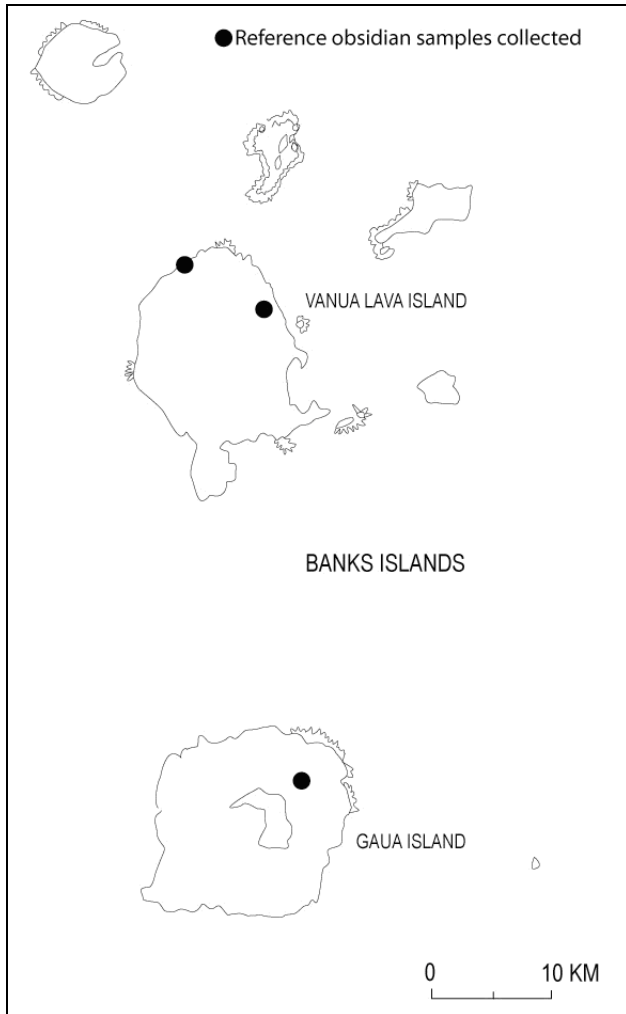 Reference obsidian samples collected
VANUA LAVA ISLAND
BANKS ISLANDS
GAUA ISLAND
0 10 KM